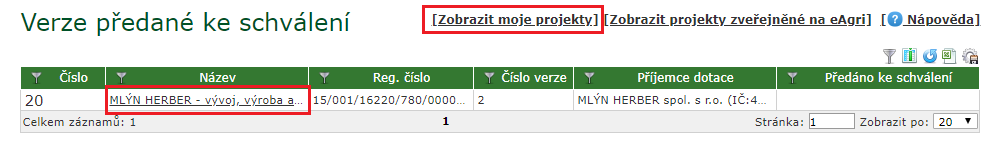 Verze předané ke schválení
[Zobrazit moje projekty] [Zobrazit projekty zveřejněné na eAgri] [? Nápověda]
Číslo Název Reg. číslo Číslo verze Příjemce dotace Předáno ke schválení
20 MLÝN HERBER - vývoj, výroba a... 15/001/16220/780/0000... 2 MLÝN HERBER spol. s r.o. (IČ:4...
Celkem záznamů: 1 1 Stránka: 1 Zobrazit po: 20